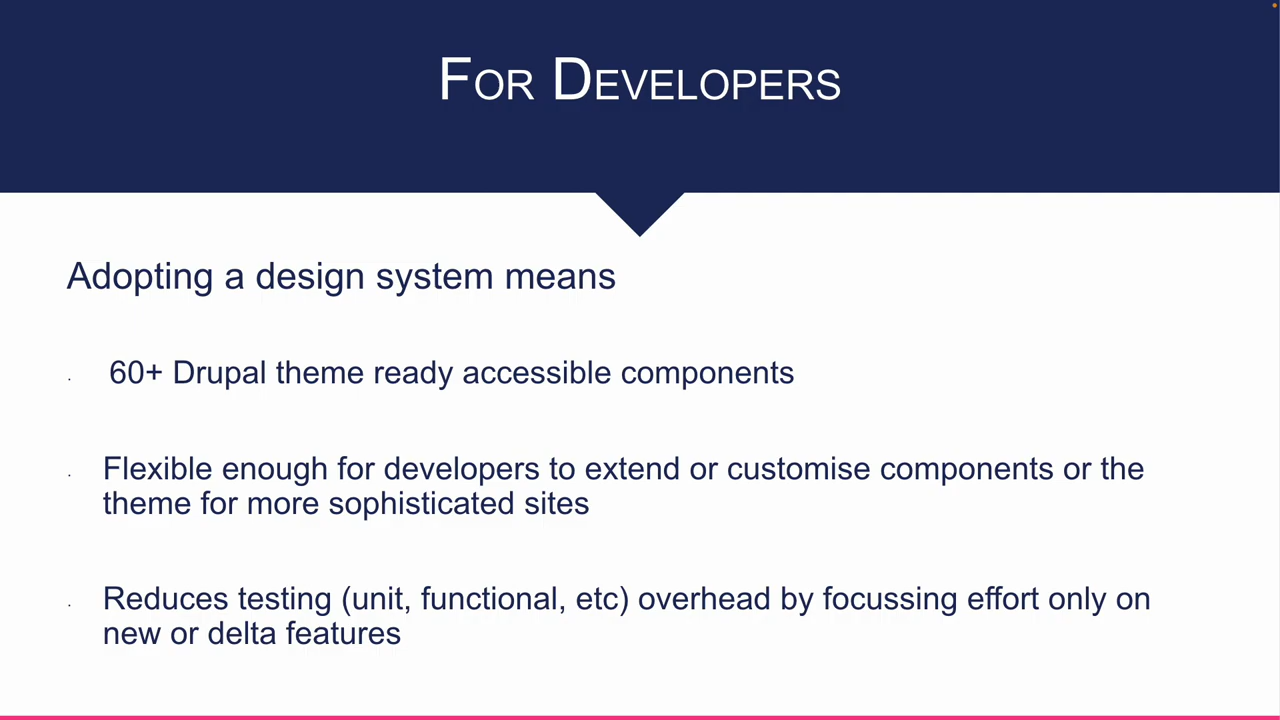 For Developers
Adopting a design system means
· 60+ Drupal theme ready accessible components
· Flexible enough for developers to extend or customise components or the
theme for more sophisticated sites
· Reduces testing (unit, functional, etc) overhead by focussing effort only on
new or delta features